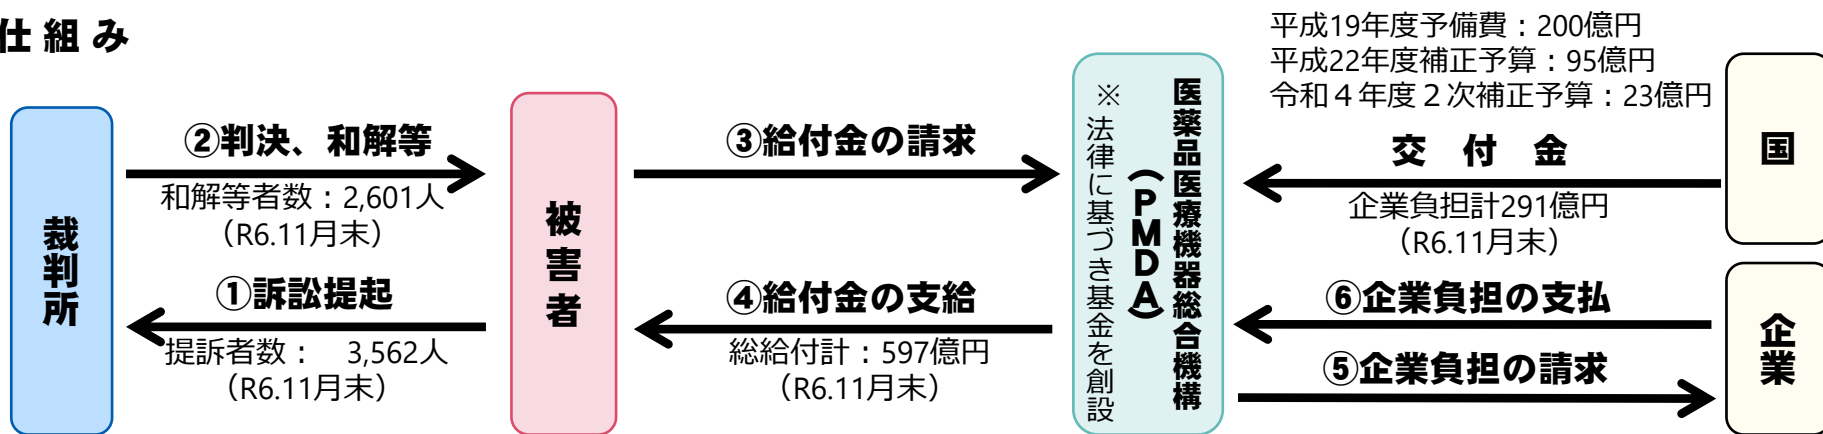 仕組み
裁判所
②判決、和解等
和解等者数：2,601人
（R6.11月末）
①訴訟提起
提訴者数：　3,562人
（R6.11月末）
被害者
③給付金の請求
④給付金の支給
総給付計：597億円
（R6.11月末）
医薬品医療機器総合機構
（ＰＭＤＡ）
※法律に基づき基金を創設
平成19年度予備費：200億円
平成22年度補正予算：95億円
令和４年度２次補正予算：23億円
交　付　金
企業負担計291億円
（R6.11月末）
⑥企業負担の支払
⑤企業負担の請求
国
企業